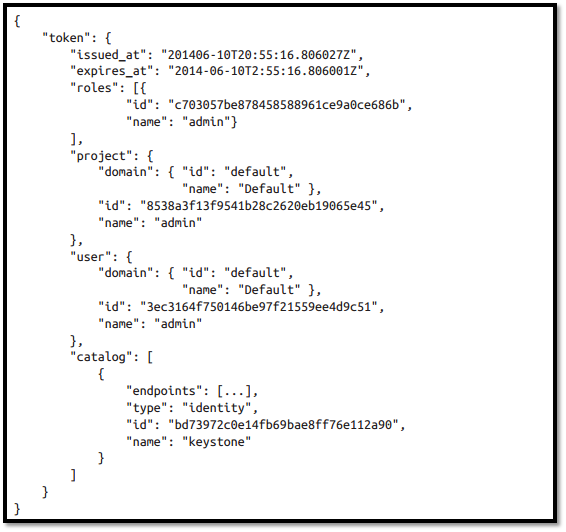 {
    "token": {
        "issued_at": "201406-10T20:55:16.806027Z",
        "expires_at": "2014-06-10T2:55:16.806001Z",
        "roles": [{
                "id": "c703057be878458588961ce9a0ce686b",
                "name": "admin"}
        ],
        "project": {
            "domain": { "id": "default",
                        "name": "Default" },
            "id": "8538a3f13f9541b28c2620eb19065e45",
            "name": "admin"
        },
        "user": {
            "domain": { "id": "default",
                        "name": "Default" },
            "id": "3ec3164f750146be97f21559ee4d9c51",
            "name": "admin"
        },
        "catalog": [
            {
                "endpoints": [...],
                "type": "identity",
                "id": "bd73972c0e14fb69bae8ff76e112a90",
                "name": "keystone"
            }
        ]
    }
}